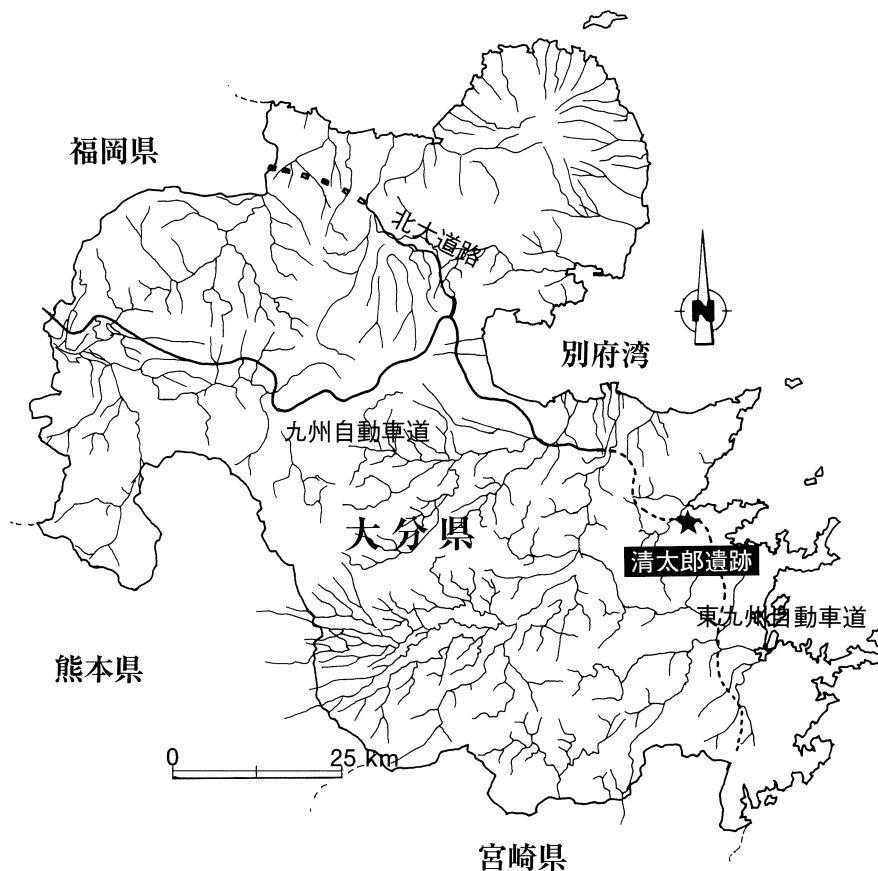 福岡県
北大道路
N
別府湾
九州自動車道
大分県
清太郎遺跡
東九州自動車道
熊本県
0 25 km
宮崎県